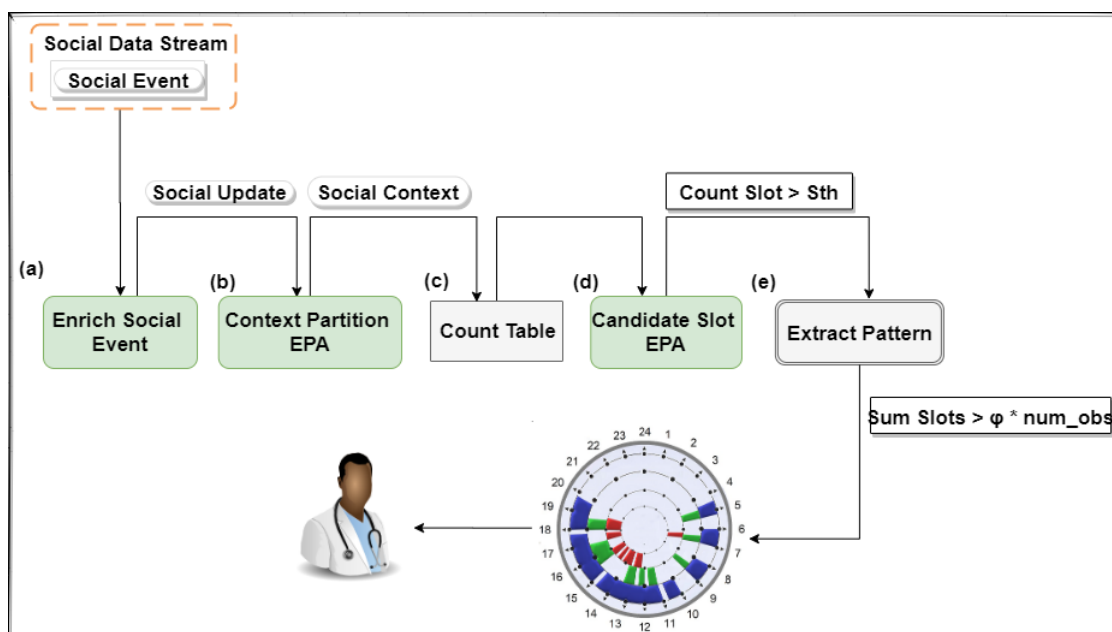 Social Data Stream
Social Event
Social Update
Social Context
Count Slot > Sth
(a)
(b)
(c)
(d)
(e)
Enrich Social
Event
Context Partition
EPA
Count Table
Candidate Slot
EPA
Extract Pattern
Sum Slots > φ * num_obs
24
1
2
3
4
5
6
7
8
9
10
11
12
13
14
15
16
17
18
19
20
21
22
23